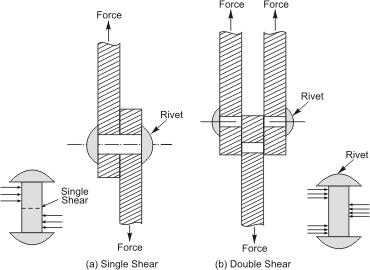 Force
Force
Force
Rivet
Rivet
Rivet
Single
Shear
Force
Force
(a) Single Shear
(b) Double Shear